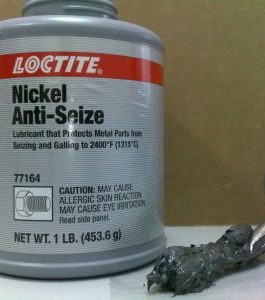 LOCTITE®
Nickel
Anti-Seize
Lubricant that Protects Metal Parts from
Seizing and Galling to 2400°F (1315°C)
77164
CAUTION: MAY CAUSE
ALLERGIC SKIN REACTION.
MAY CAUSE EYE IRRITATION.
Read side panel.
NET WT. 1 LB. (453.6 g)